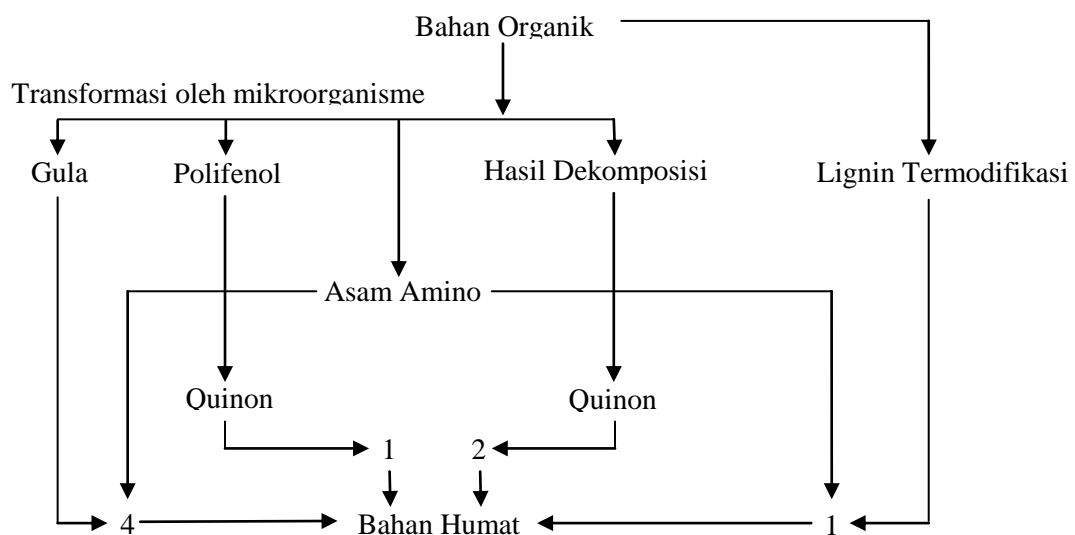 Bahan Organik
Transformasi oleh mikroorganisme
Gula
Polifenol
Hasil Dekomposisi
Lignin Termodifikasi
Asam Amino
Quinon
Quinon
1
2
4
Bahan Humat
1